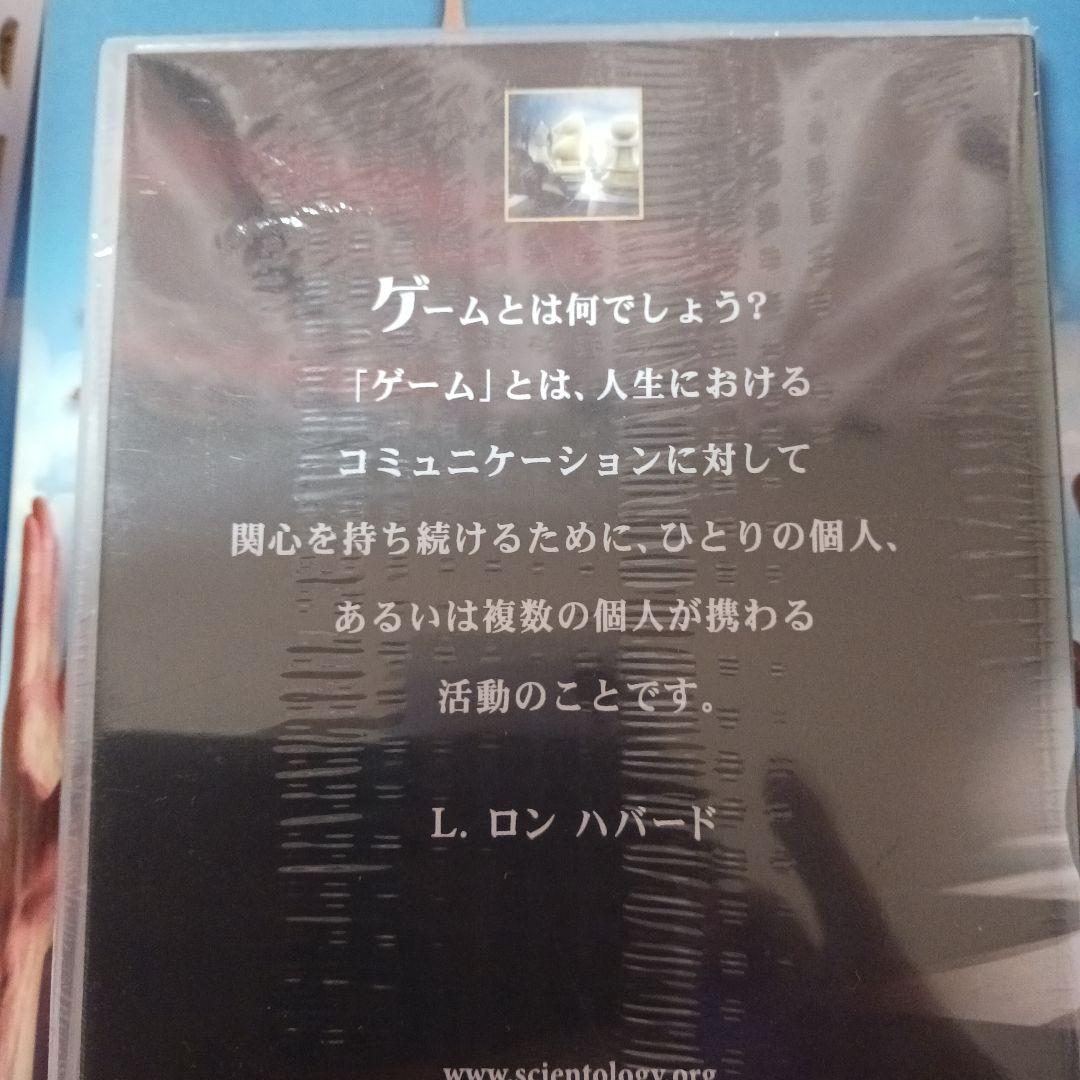 ゲームとは何でしょう?
「ゲーム」とは、人生における
コミュニケーションに対して
関心を持ち続けるために、ひとりの個人、
あるいは複数の個人が携わる
活動のことです。
L. ロン ハバード
www.scientology.org